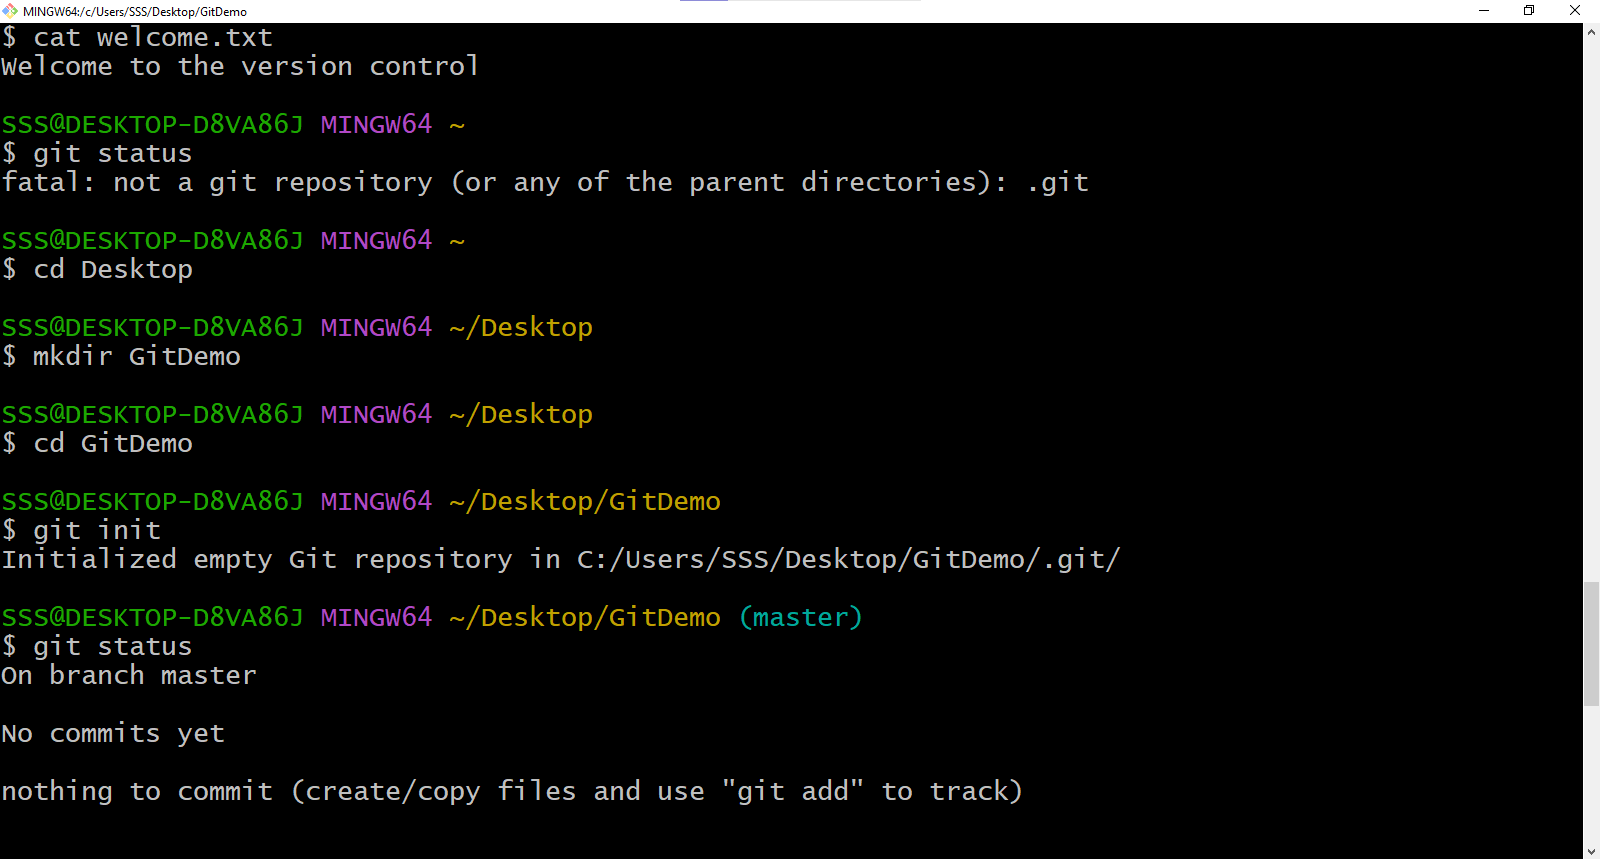 MINGW64:/c/Users/SSS/Desktop/GitDemo
$ cat welcome.txt
Welcome to the version control
SSS@DESKTOP-D8VA86J MINGW64 ~
$ git status
fatal: not a git repository (or any of the parent directories): .git
SSS@DESKTOP-D8VA86J MINGW64 ~
$ cd Desktop
SSS@DESKTOP-D8VA86J MINGW64 ~/Desktop
$ mkdir GitDemo
SSS@DESKTOP-D8VA86J MINGW64 ~/Desktop
$ cd GitDemo
SSS@DESKTOP-D8VA86J MINGW64 ~/Desktop/GitDemo
$ git init
Initialized empty Git repository in C:/Users/SSS/Desktop/GitDemo/.git/
SSS@DESKTOP-D8VA86J MINGW64 ~/Desktop/GitDemo (master)
$ git status
On branch master
No commits yet
nothing to commit (create/copy files and use "git add" to track)